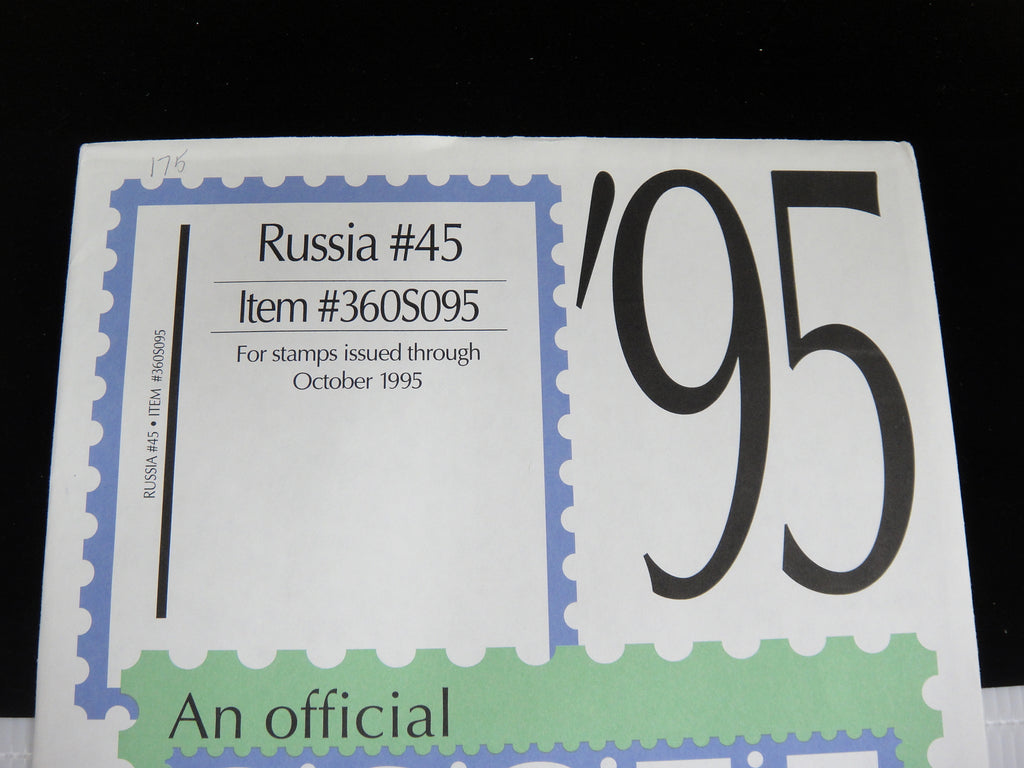 175
Russia #45
Item #360S095
For stamps issued through
October 1995
RUSSIA #45 • ITEM #360S095
'95
An official